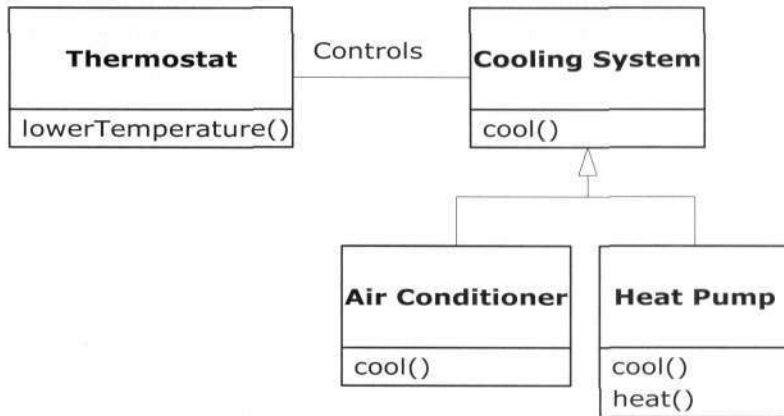 Thermostat
Controls
Cooling System
lowerTemperature()
cool()
Air Conditioner
Heat Pump
cool()
cool()
heat()